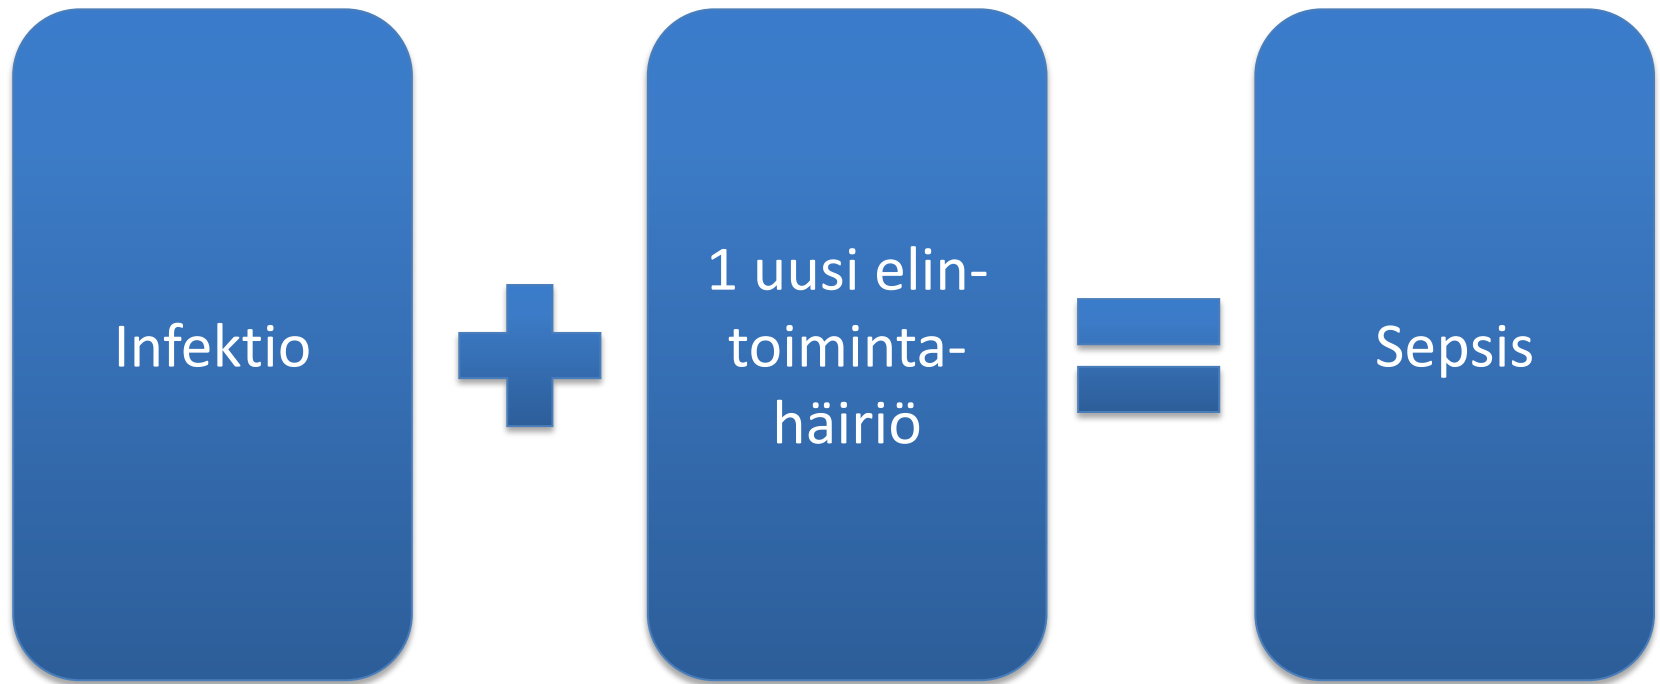 Infektio
1 uusi elin-
toiminta-
häiriö
Sepsis